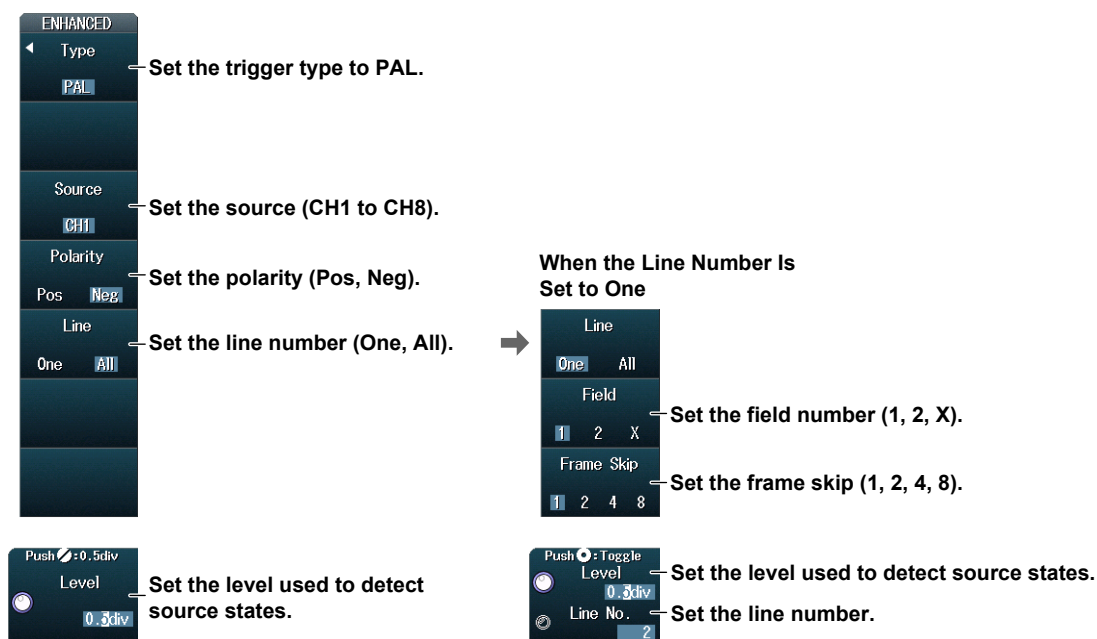 ENHANCED
Type
PAL
Set the trigger type to PAL.
Source
CH1
Set the source (CH1 to CH8).
Polarity
Pos Neg
Set the polarity (Pos, Neg).
Line
One All
Set the line number (One, All).
Push :0.5div
Level
0.5div
Set the level used to detect
source states.
When the Line Number Is
Set to One
Line
One All
Field
1 2 X
Set the field number (1, 2, X).
Frame Skip
1 2 4 8
Set the frame skip (1, 2, 4, 8).
Push :Toggle
Level
0.5div
Set the level used to detect source states.
Line No.
2
Set the line number.